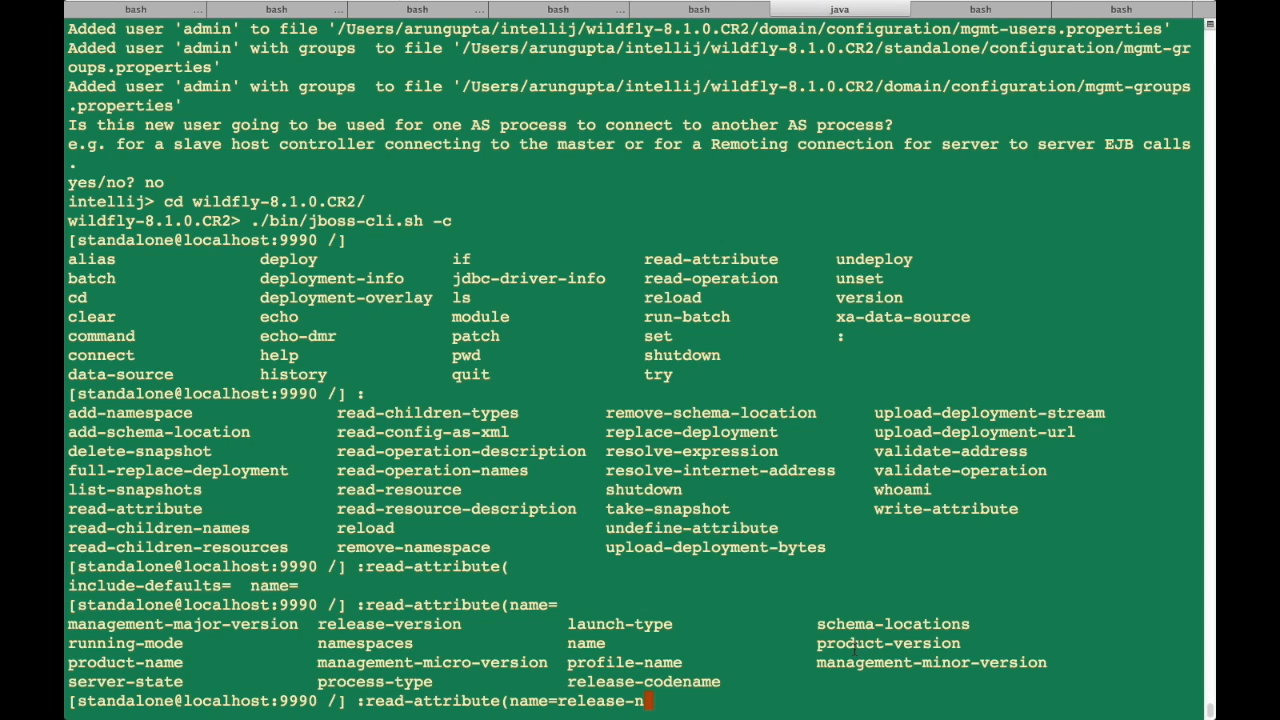 bash ... bash ... bash ... bash ... bash java bash bash
Added user 'admin' to file '/Users/arungupta/intellij/wildfly-8.1.0.CR2/domain/configuration/mgmt-users.properties'
Added user 'admin' with groups  to file '/Users/arungupta/intellij/wildfly-8.1.0.CR2/standalone/configuration/mgmt-gr
oups.properties'
Added user 'admin' with groups  to file '/Users/arungupta/intellij/wildfly-8.1.0.CR2/domain/configuration/mgmt-groups
.properties'
Is this new user going to be used for one AS process to connect to another AS process?
e.g. for a slave host controller connecting to the master or for a Remoting connection for server to server EJB calls
.
yes/no? no
intellij> cd wildfly-8.1.0.CR2/
wildfly-8.1.0.CR2> ./bin/jboss-cli.sh -c
[standalone@localhost:9990 /]
alias deploy if read-attribute undeploy
batch deployment-info jdbc-driver-info read-operation unset
cd deployment-overlay ls reload version
clear echo module run-batch xa-data-source
command echo-dmr patch set :
connect help pwd shutdown
data-source history quit try
[standalone@localhost:9990 /] :
add-namespace read-children-types remove-schema-location upload-deployment-stream
add-schema-location read-config-as-xml replace-deployment upload-deployment-url
delete-snapshot read-operation-description resolve-expression validate-address
full-replace-deployment read-operation-names resolve-internet-address validate-operation
list-snapshots read-resource shutdown whoami
read-attribute read-resource-description take-snapshot write-attribute
read-children-names reload undefine-attribute
read-children-resources remove-namespace upload-deployment-bytes
[standalone@localhost:9990 /] :read-attribute(
include-defaults= name=
[standalone@localhost:9990 /] :read-attribute(name=
management-major-version release-version launch-type schema-locations
running-mode namespaces name product-version
product-name management-micro-version profile-name management-minor-version
server-state process-type release-codename
[standalone@localhost:9990 /] :read-attribute(name=release-n